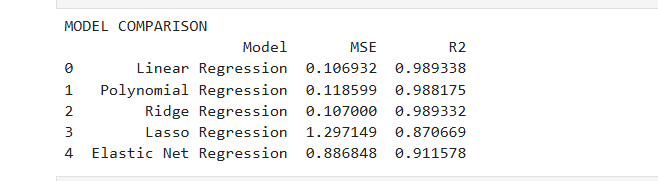 MODEL COMPARISON
Model MSE R2
0 Linear Regression 0.106932 0.989338
1 Polynomial Regression 0.118599 0.988175
2 Ridge Regression 0.107000 0.989332
3 Lasso Regression 1.297149 0.870669
4 Elastic Net Regression 0.886848 0.911578